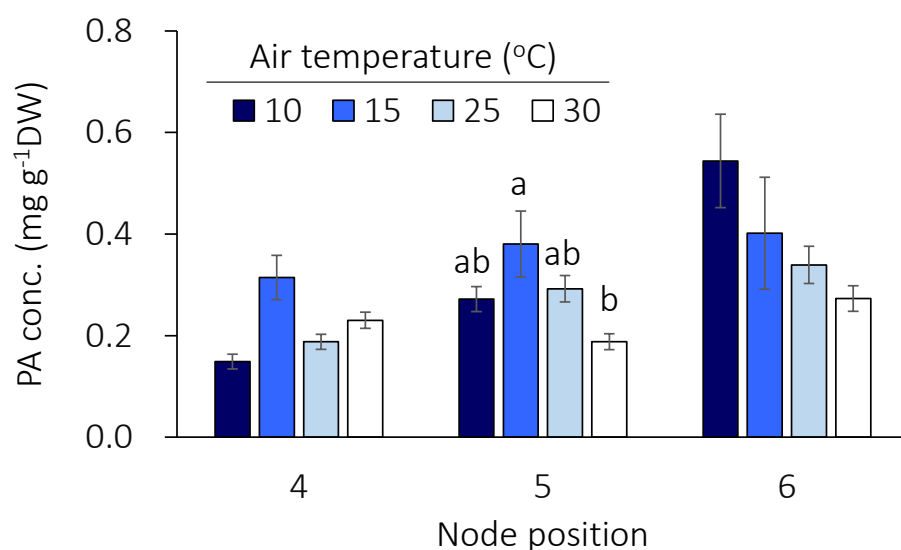 PA conc. (mg g⁻¹DW)
0.8
0.6
0.4
0.2
0.0
Air temperature (°C)
10 15 25 30
a
ab ab
b
4 5 6
Node position